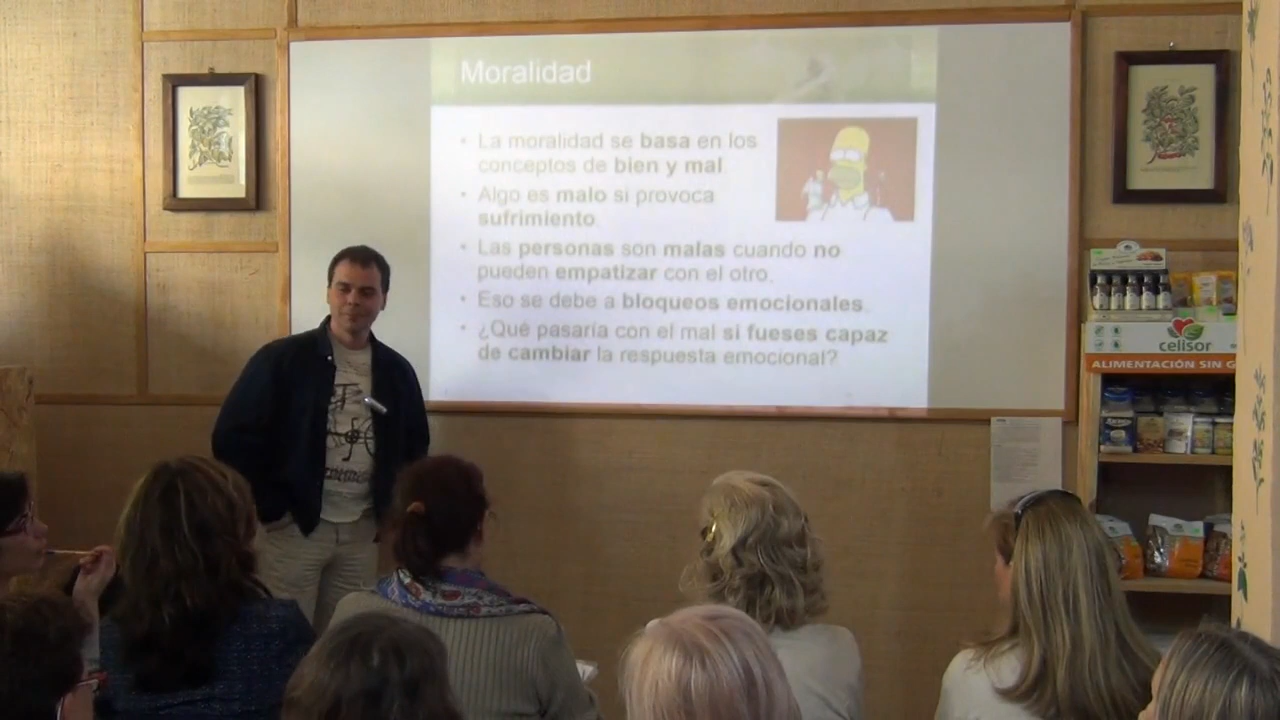 Moralidad
• La moralidad se basa en los
conceptos de bien y mal
• Algo es malo si provoca
sufrimiento
• Las personas son malas cuando no
pueden empatizar con el otro.
• Eso se debe a bloqueos emocionales.
• ¿Qué pasaría con el mal si fueses capaz
de cambiar la respuesta emocional?
celisor
ALIMENTACIÓN SIN G